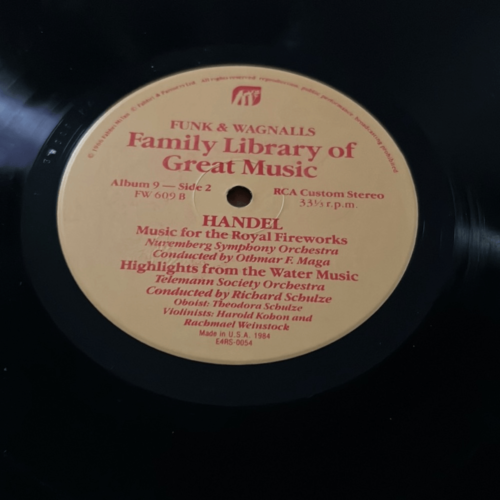 FUNK & WAGNALLS
Family Library of
Great Music
Album 9 — Side 2
FW 609 B
RCA Custom Stereo
33⅓ r.p.m.
HANDEL
Music for the Royal Fireworks
Nuremberg Symphony Orchestra
Conducted by Othmar F. Maga
Highlights from the Water Music
Telemann Society Orchestra
Conducted by Richard Schulze
Oboist: Theodora Schulze
Violinists: Harold Kohon and
Rachmael Weinstock
Made in U.S.A. 1984
E4RS-0054